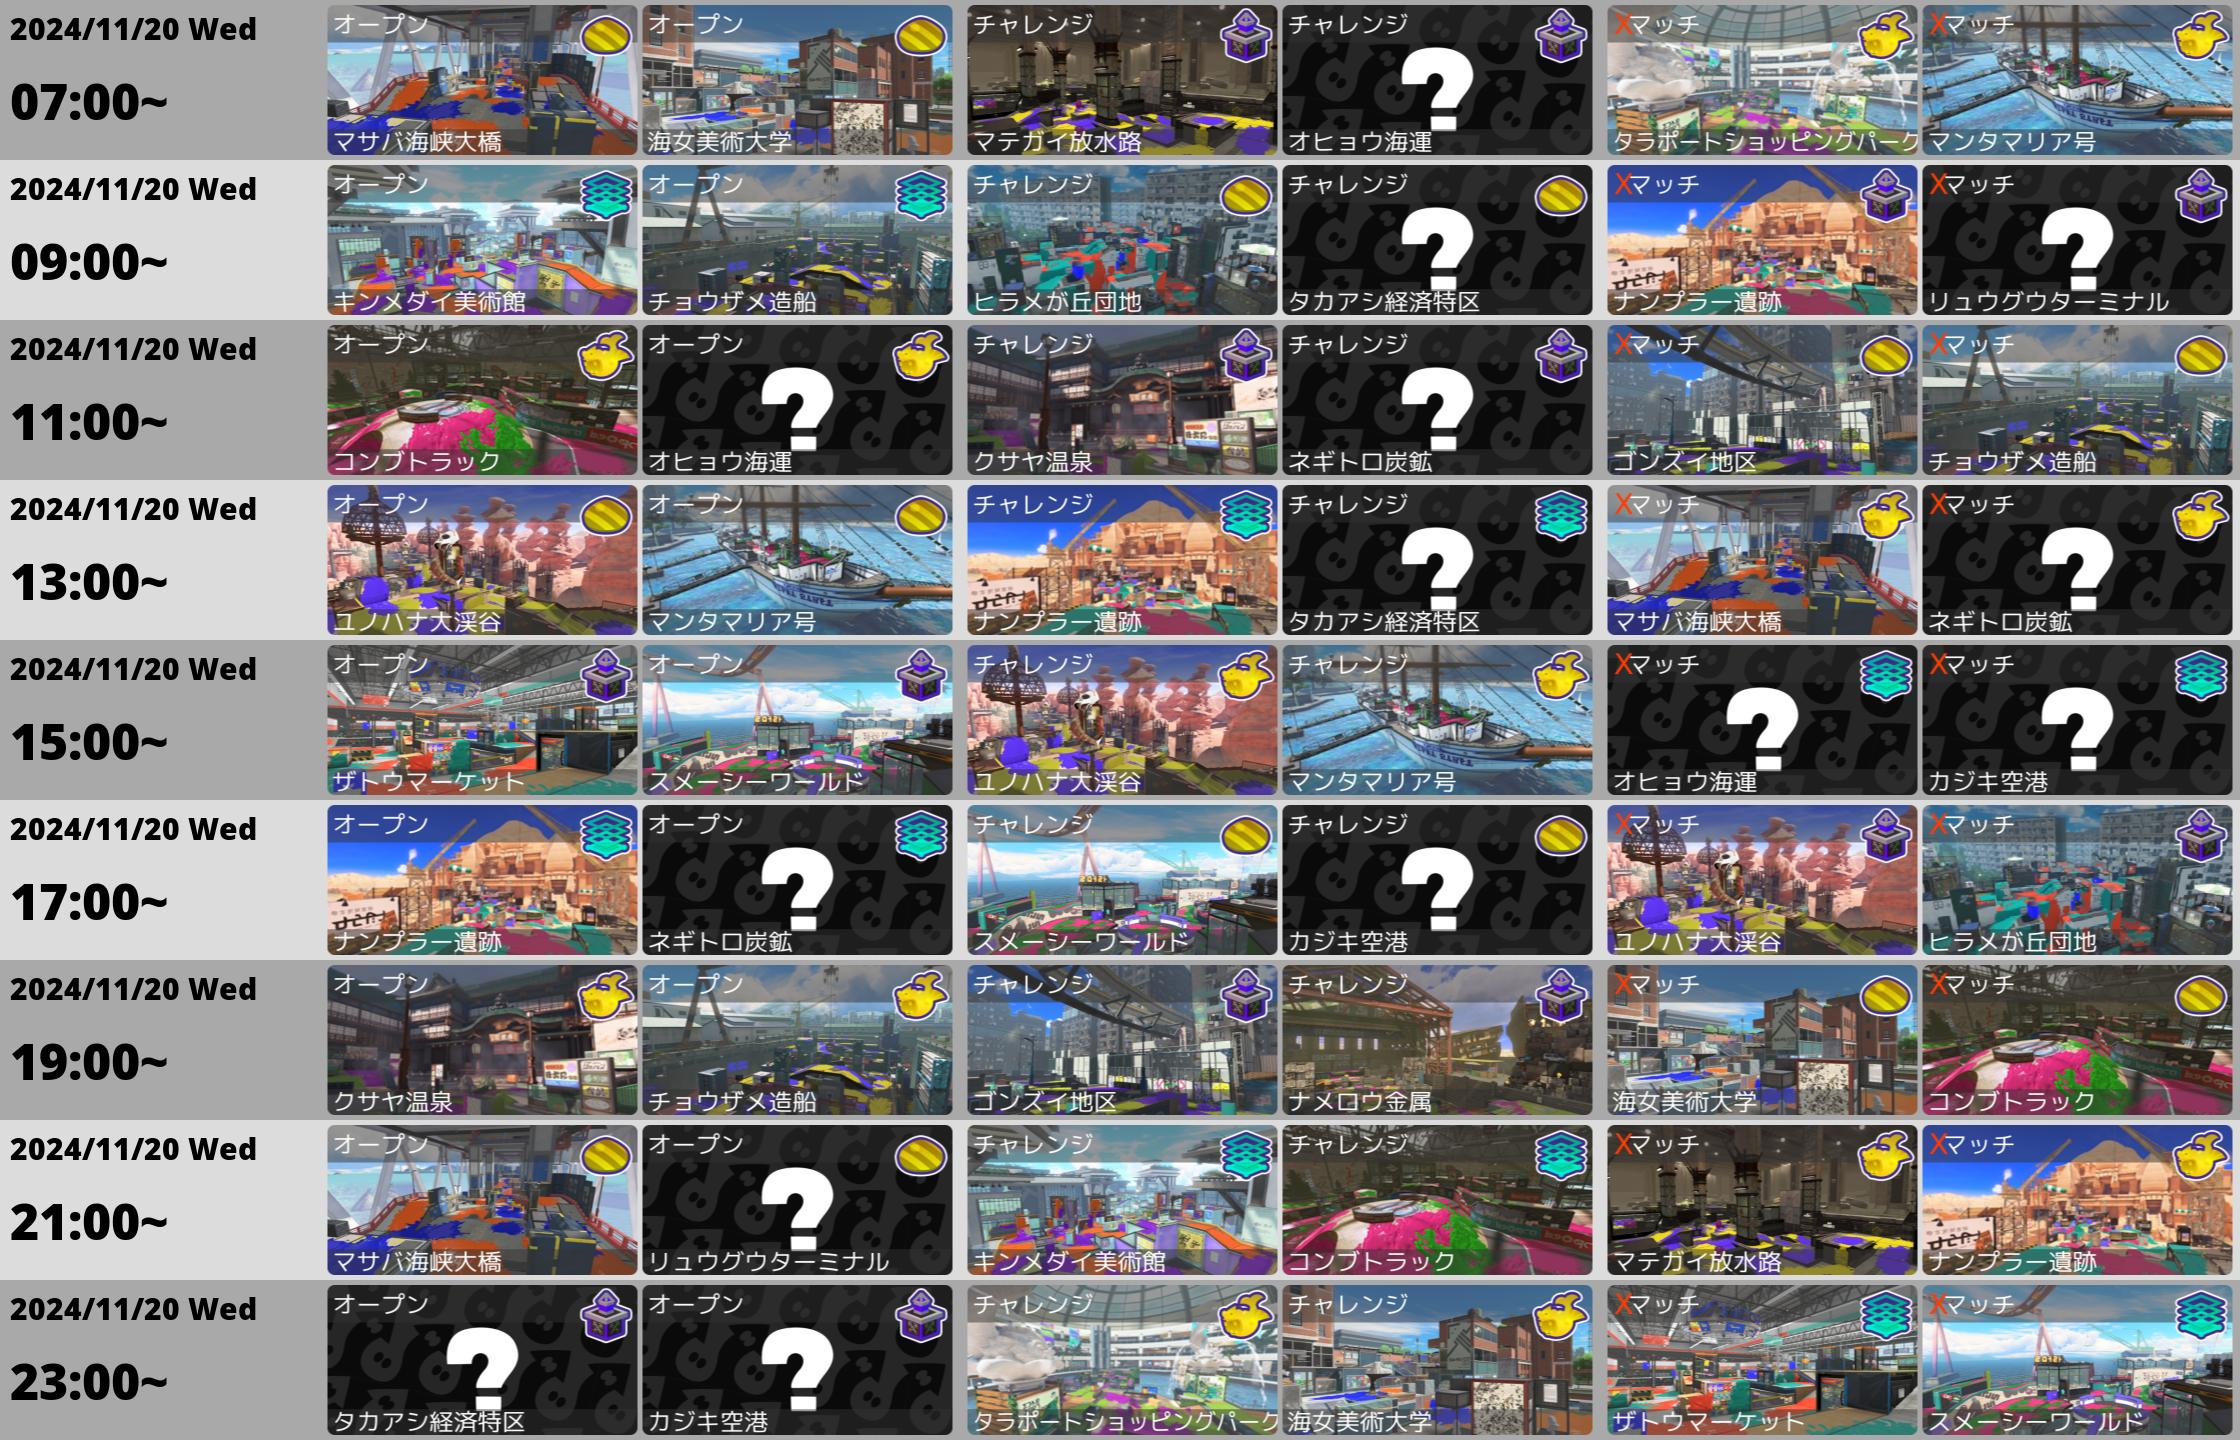 2024/11/20 Wed
07:00~
オープン
マサバ海峡大橋
オープン
海女美術大学
チャレンジ
マテガイ放水路
チャレンジ
オヒョウ海運
Xマッチ
タラポートショッピングパーク
Xマッチ
マンタマリア号
2024/11/20 Wed
09:00~
オープン
キンメダイ美術館
オープン
チョウザメ造船
チャレンジ
ヒラメが丘団地
チャレンジ
タカアシ経済特区
Xマッチ
ナンプラー遺跡
Xマッチ
リュウグウターミナル
2024/11/20 Wed
11:00~
オープン
コンブトラック
オープン
オヒョウ海運
チャレンジ
クサヤ温泉
チャレンジ
ネギトロ炭鉱
Xマッチ
ゴンズイ地区
Xマッチ
チョウザメ造船
2024/11/20 Wed
13:00~
オープン
ユノハナ大渓谷
オープン
マンタマリア号
チャレンジ
ナンプラー遺跡
チャレンジ
タカアシ経済特区
Xマッチ
マサバ海峡大橋
Xマッチ
ネギトロ炭鉱
2024/11/20 Wed
15:00~
オープン
ザトウマーケット
オープン
スメーシーワールド
チャレンジ
ユノハナ大渓谷
チャレンジ
マンタマリア号
Xマッチ
オヒョウ海運
Xマッチ
カジキ空港
2024/11/20 Wed
17:00~
オープン
ナンプラー遺跡
オープン
ネギトロ炭鉱
チャレンジ
スメーシーワールド
チャレンジ
カジキ空港
Xマッチ
ユノハナ大渓谷
Xマッチ
ヒラメが丘団地
2024/11/20 Wed
19:00~
オープン
クサヤ温泉
オープン
チョウザメ造船
チャレンジ
ゴンズイ地区
チャレンジ
ナメロウ金属
Xマッチ
海女美術大学
Xマッチ
コンブトラック
2024/11/20 Wed
21:00~
オープン
マサバ海峡大橋
オープン
リュウグウターミナル
チャレンジ
キンメダイ美術館
チャレンジ
コンブトラック
Xマッチ
マテガイ放水路
Xマッチ
ナンプラー遺跡
2024/11/20 Wed
23:00~
オープン
タカアシ経済特区
オープン
カジキ空港
チャレンジ
タラポートショッピングパーク
チャレンジ
海女美術大学
Xマッチ
ザトウマーケット
Xマッチ
スメーシーワールド